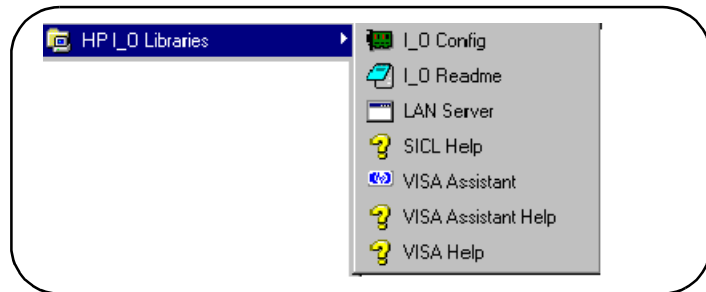 HP I_O Libraries
I_O Config
I_O Readme
LAN Server
SICL Help
VISA Assistant
VISA Assistant Help
VISA Help